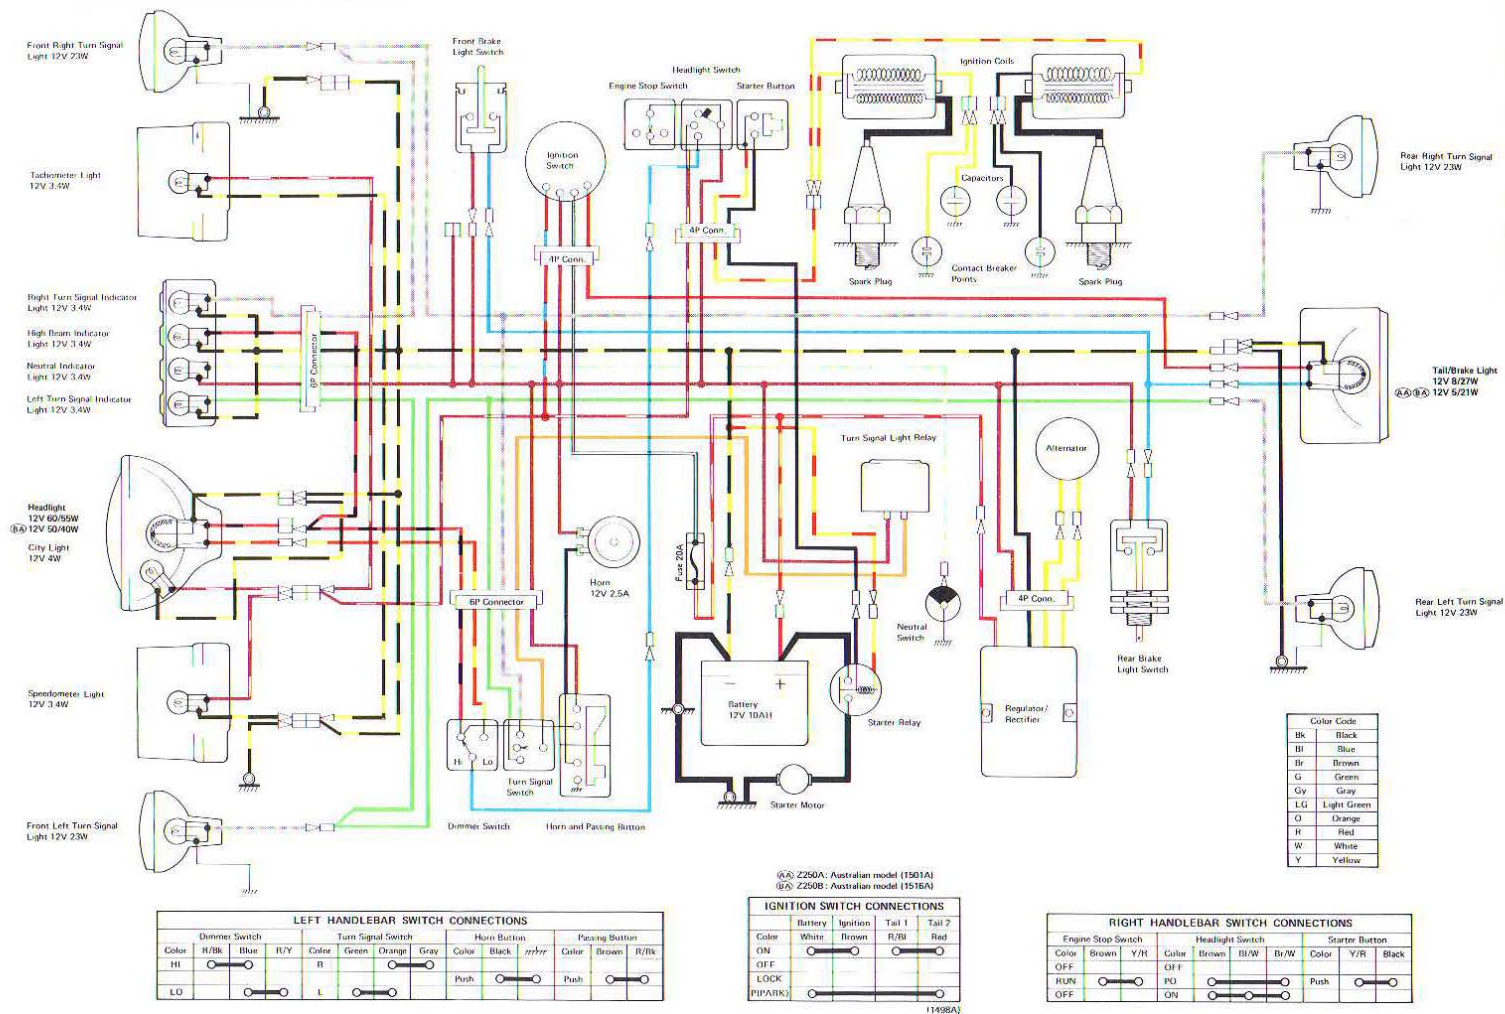 Front Right Turn Signal
Light 12V 23W
Tachometer Light
12V 3.4W
Right Turn Signal Indicator
Light 12V 3.4W
High Beam Indicator
Light 12V 3.4W
Neutral Indicator
Light 12V 3.4W
Left Turn Signal Indicator
Light 12V 3.4W
Headlight
12V 60/55W
BA 12V 50/40W
City Light
12V 4W
Speedometer Light
12V 3.4W
Front Left Turn Signal
Light 12V 23W
6P Connector
Front Brake
Light Switch
Ignition
Switch
4P Conn.
Headlight Switch
Engine Stop Switch
Starter Button
4P Conn.
Ignition Coils
Capacitors
Contact Breaker
Points
Spark Plug
Spark Plug
Rear Right Turn Signal
Light 12V 23W
Tail/Brake Light
12V 8/27W
AA BA 12V 5/21W
Rear Left Turn Signal
Light 12V 23W
Turn Signal Light Relay
Alternator
Horn
12V 2.5A
Fuse 20A
6P Connector
Neutral
Switch
4P Conn.
Rear Brake
Light Switch
Battery
12V 10AH
Starter Relay
Regulator/
Rectifier
Starter Motor
Hi Lo
Turn Signal
Switch
Dimmer Switch
Horn and Passing Button
Color Code
Bk Black
Bl Blue
Br Brown
G Green
Gy Gray
LG Light Green
O Orange
R Red
W White
Y Yellow
AA Z250A: Australian model (1501A)
BA Z250B: Australian model (1516A)
LEFT HANDLEBAR SWITCH CONNECTIONS
Dimmer Switch Turn Signal Switch Horn Button Passing Button
Color R/Bk Blue R/Y Color Green Orange Gray Color Black Color Brown R/Bk
HI R
Push Push
LO L
IGNITION SWITCH CONNECTIONS
Battery Ignition Tail 1 Tail 2
Color White Brown R/Bl Red
ON
OFF
LOCK
P(PARK)
(1498A)
RIGHT HANDLEBAR SWITCH CONNECTIONS
Engine Stop Switch Headlight Switch Starter Button
Color Brown Y/R Color Brown Bl/W Br/W Color Y/R Black
OFF OFF
RUN PO Push
OFF ON